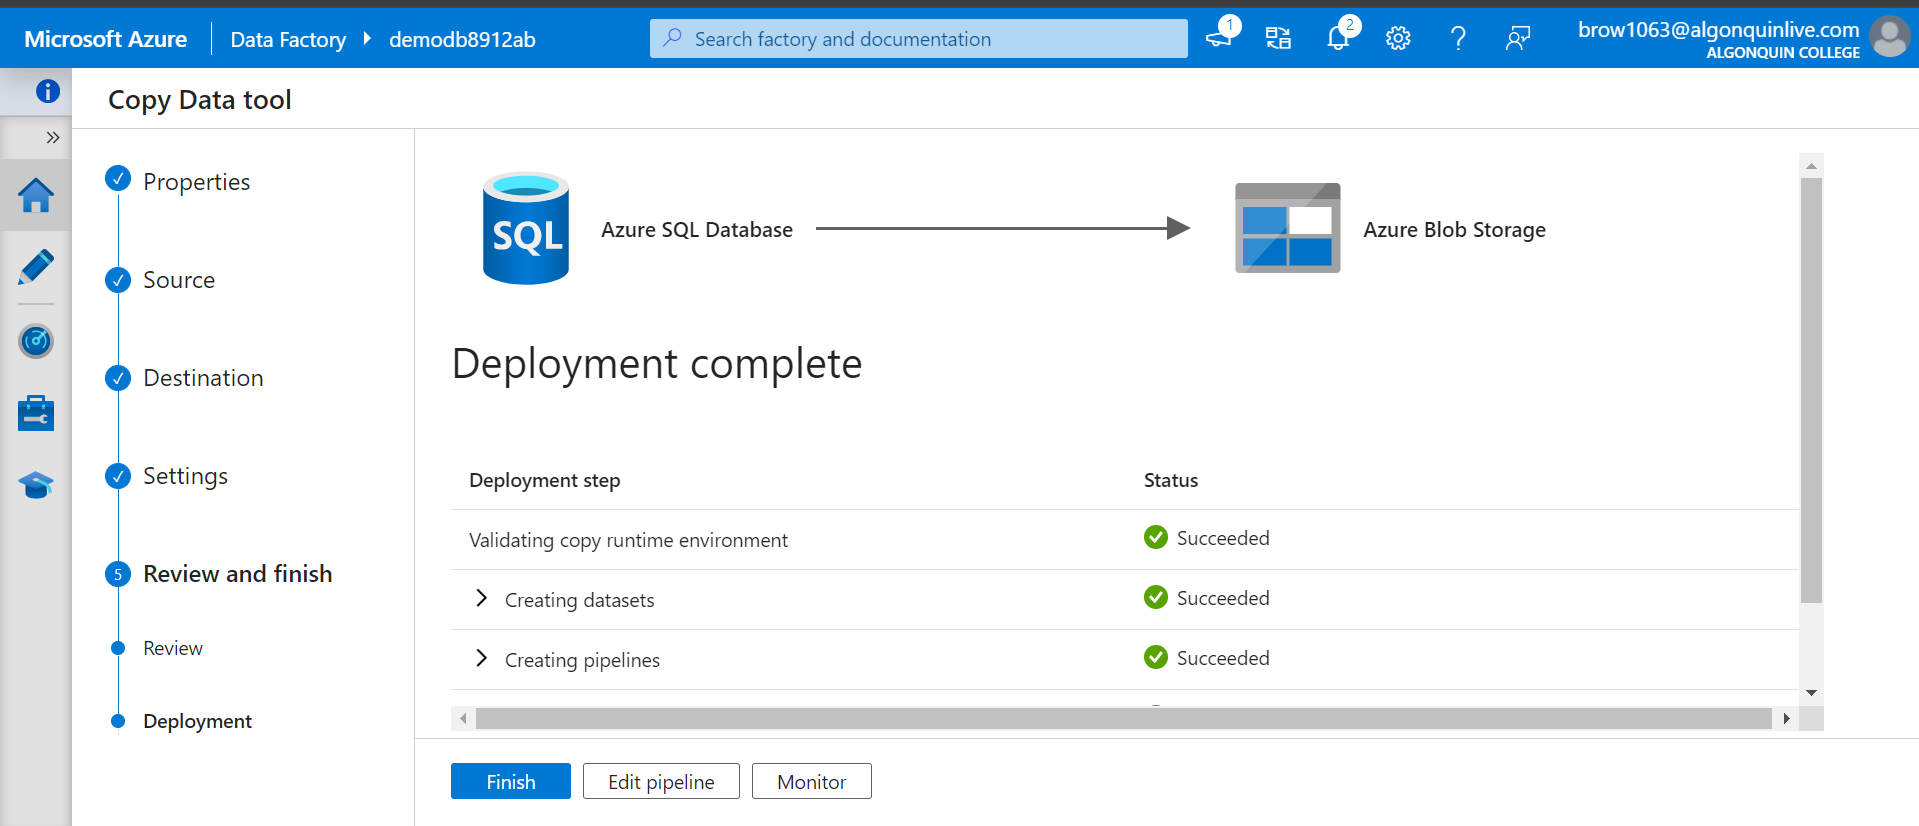 Microsoft Azure
Data Factory
demodb8912ab
Search factory and documentation
1
2
brow1063@algonquinlive.com
ALGONQUIN COLLEGE
Copy Data tool
Properties
Source
Destination
Settings
5
Review and finish
Review
Deployment
SQL
Azure SQL Database
Azure Blob Storage
Deployment complete
Deployment step
Status
Validating copy runtime environment
Succeeded
Creating datasets
Succeeded
Creating pipelines
Succeeded
Finish
Edit pipeline
Monitor